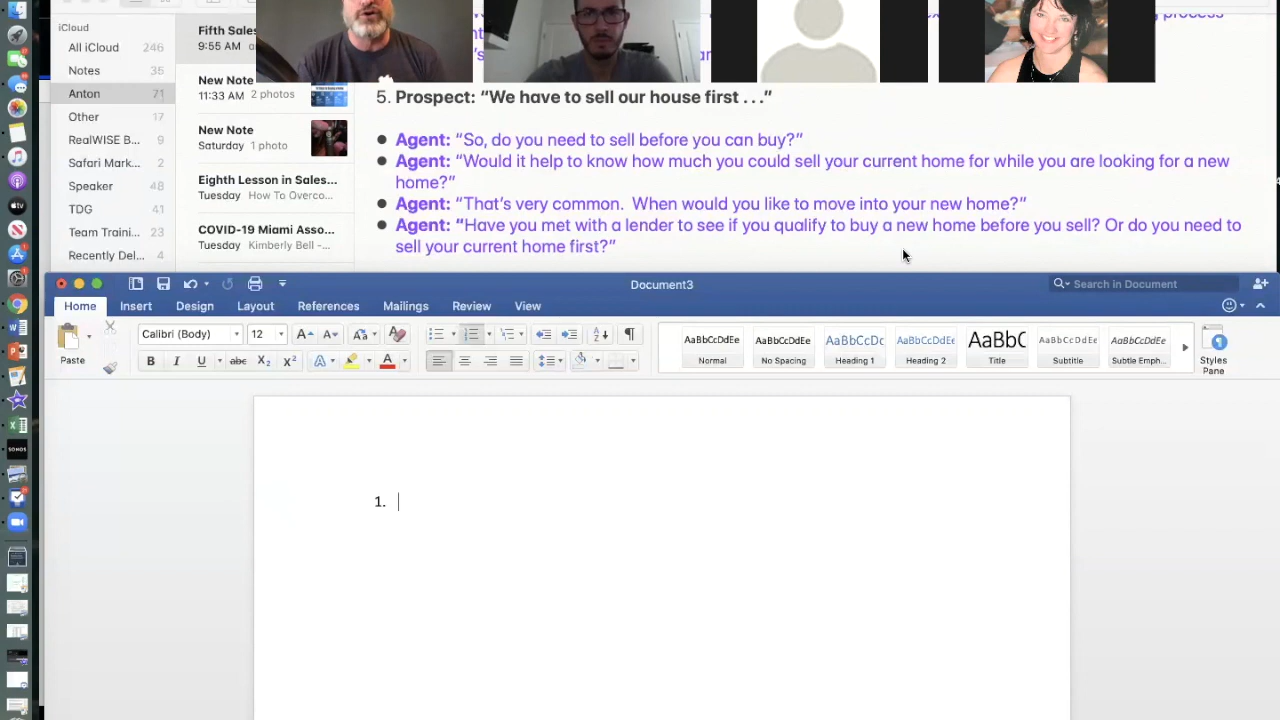 iCloud
All iCloud 246
Notes 35
Anton 71
Other 17
RealWISE B... 9
Safari Mark... 2
Speaker 48
TDG 41
Team Traini... 23
Recently Del... 4
Fifth Sales
9:55 AM
New Note
11:33 AM 2 photos
New Note
Saturday 1 photo
Eighth Lesson in Sales...
Tuesday How To Overco...
COVID-19 Miami Asso...
Tuesday Kimberly Bell -...
process
5. Prospect: “We have to sell our house first . . .”
Agent: “So, do you need to sell before you can buy?”
Agent: “Would it help to know how much you could sell your current home for while you are looking for a new
home?”
Agent: “That’s very common. When would you like to move into your new home?”
Agent: “Have you met with a lender to see if you qualify to buy a new home before you sell? Or do you need to
sell your current home first?”
Document3
Search in Document
Home Insert Design Layout References Mailings Review View
Paste
Calibri (Body) 12
AaBbCcDdEe AaBbCcDdEe AaBbCcDc AaBbCcDdEe AaBbC AaBbCcDdEe AaBbCcDdEe
Normal No Spacing Heading 1 Heading 2 Title Subtitle Subtle Emph...
Styles
Pane
1.
tv
SONOS